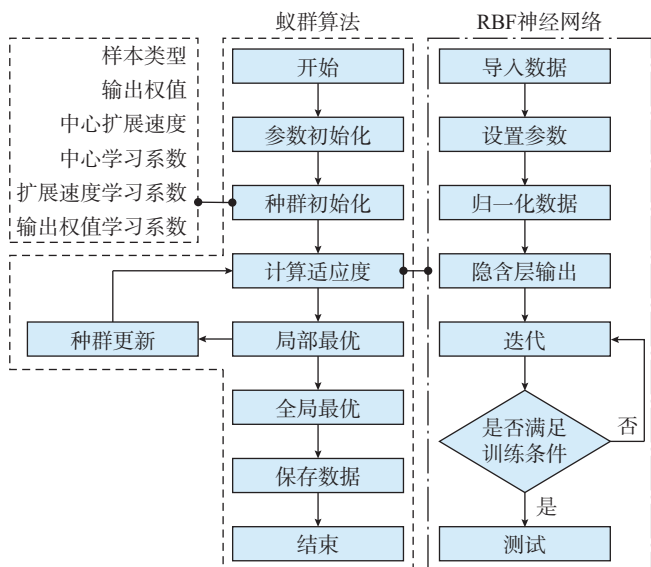 蚁群算法
RBF神经网络
样本类型
输出权值
中心扩展速度
中心学习系数
扩展速度学习系数
输出权值学习系数
开始
参数初始化
种群初始化
计算适应度
种群更新
局部最优
全局最优
保存数据
结束
导入数据
设置参数
归一化数据
隐含层输出
迭代
是否满足
训练条件
否
是
测试